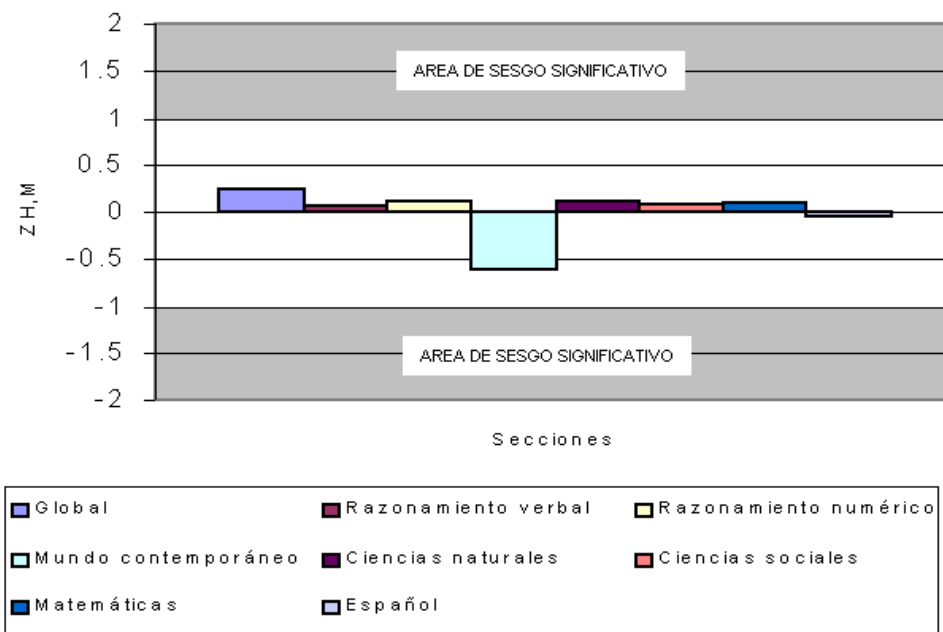 2
1.5
1
0.5
0
-0.5
-1
-1.5
-2
ZH,M
AREA DE SESGO SIGNIFICATIVO
AREA DE SESGO SIGNIFICATIVO
Secciones
Global Razonamiento verbal Razonamiento numérico
Mundo contemporáneo Ciencias naturales Ciencias sociales
Matemáticas Español